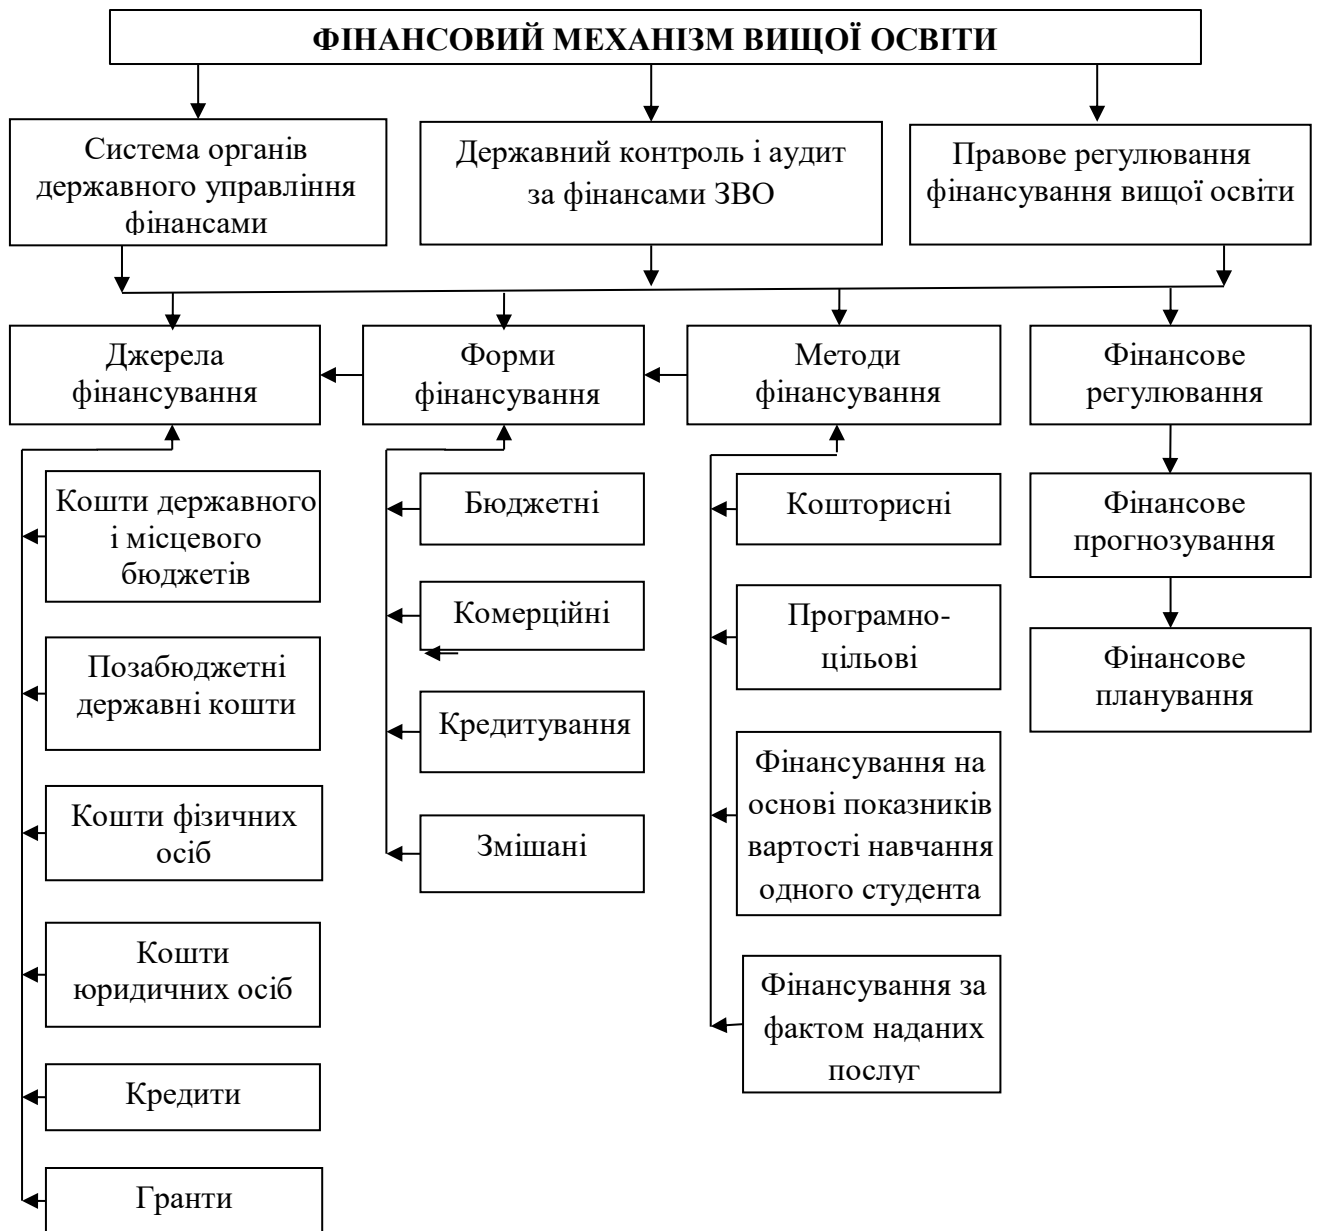 ФІНАНСОВИЙ МЕХАНІЗМ ВИЩОЇ ОСВІТИ
Система органів
державного управління
фінансами
Державний контроль і аудит
за фінансами ЗВО
Правове регулювання
фінансування вищої освіти
Джерела
фінансування
Форми
фінансування
Методи
фінансування
Фінансове
регулювання
Кошти державного
і місцевого
бюджетів
Позабюджетні
державні кошти
Кошти фізичних
осіб
Кошти
юридичних осіб
Кредити
Гранти
Бюджетні
Комерційні
Кредитування
Змішані
Кошторисні
Програмно-
цільові
Фінансування на
основі показників
вартості навчання
одного студента
Фінансування за
фактом наданих
послуг
Фінансове
прогнозування
Фінансове
планування